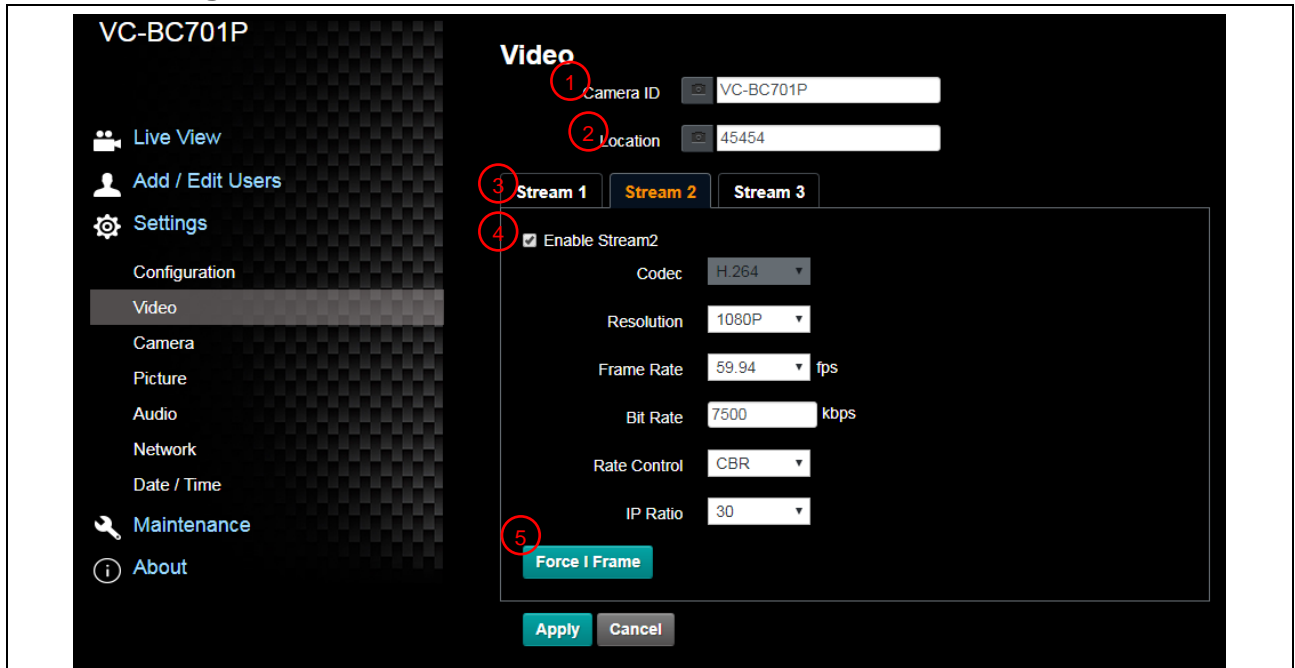 VC-BC701P
Live View
Add / Edit Users
Settings
Configuration
Video
Camera
Picture
Audio
Network
Date / Time
Maintenance
About
Video
1 Camera ID VC-BC701P
2 Location 45454
3 Stream 1 Stream 2 Stream 3
4 Enable Stream2
Codec H.264
Resolution 1080P
Frame Rate 59.94 fps
Bit Rate 7500 kbps
Rate Control CBR
IP Ratio 30
5
Force I Frame
Apply Cancel